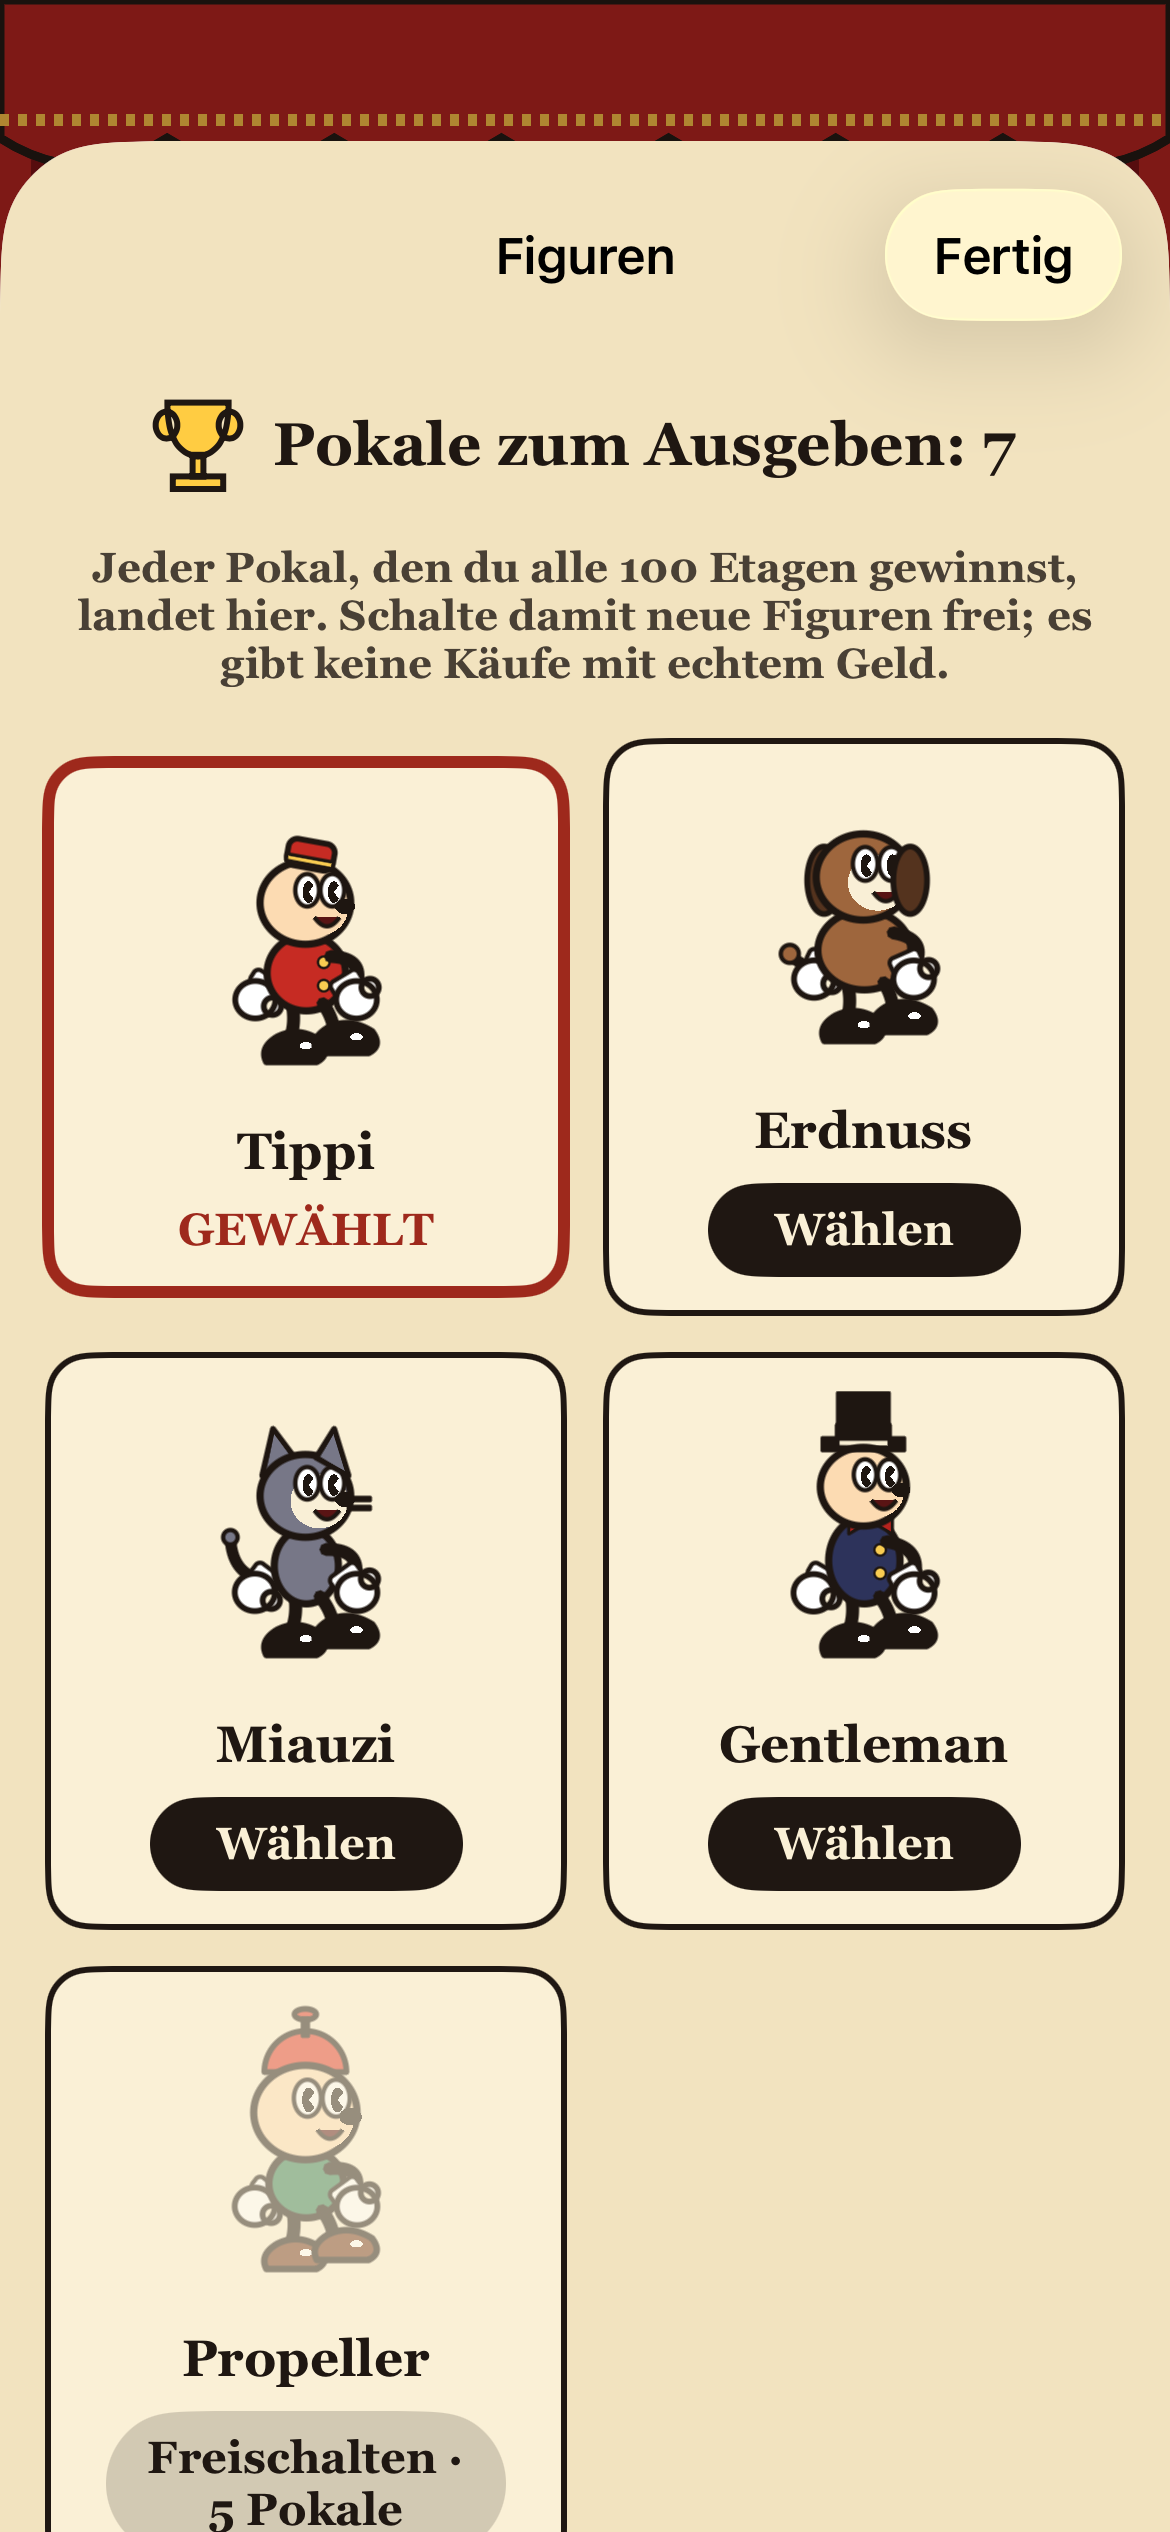 Figuren
Fertig
Pokale zum Ausgeben: 7
Jeder Pokal, den du alle 100 Etagen gewinnst,
landet hier. Schalte damit neue Figuren frei; es
gibt keine Käufe mit echtem Geld.
Tippi
GEWÄHLT
Erdnuss
Wählen
Miauzi
Wählen
Gentleman
Wählen
Propeller
Freischalten ·
5 Pokale